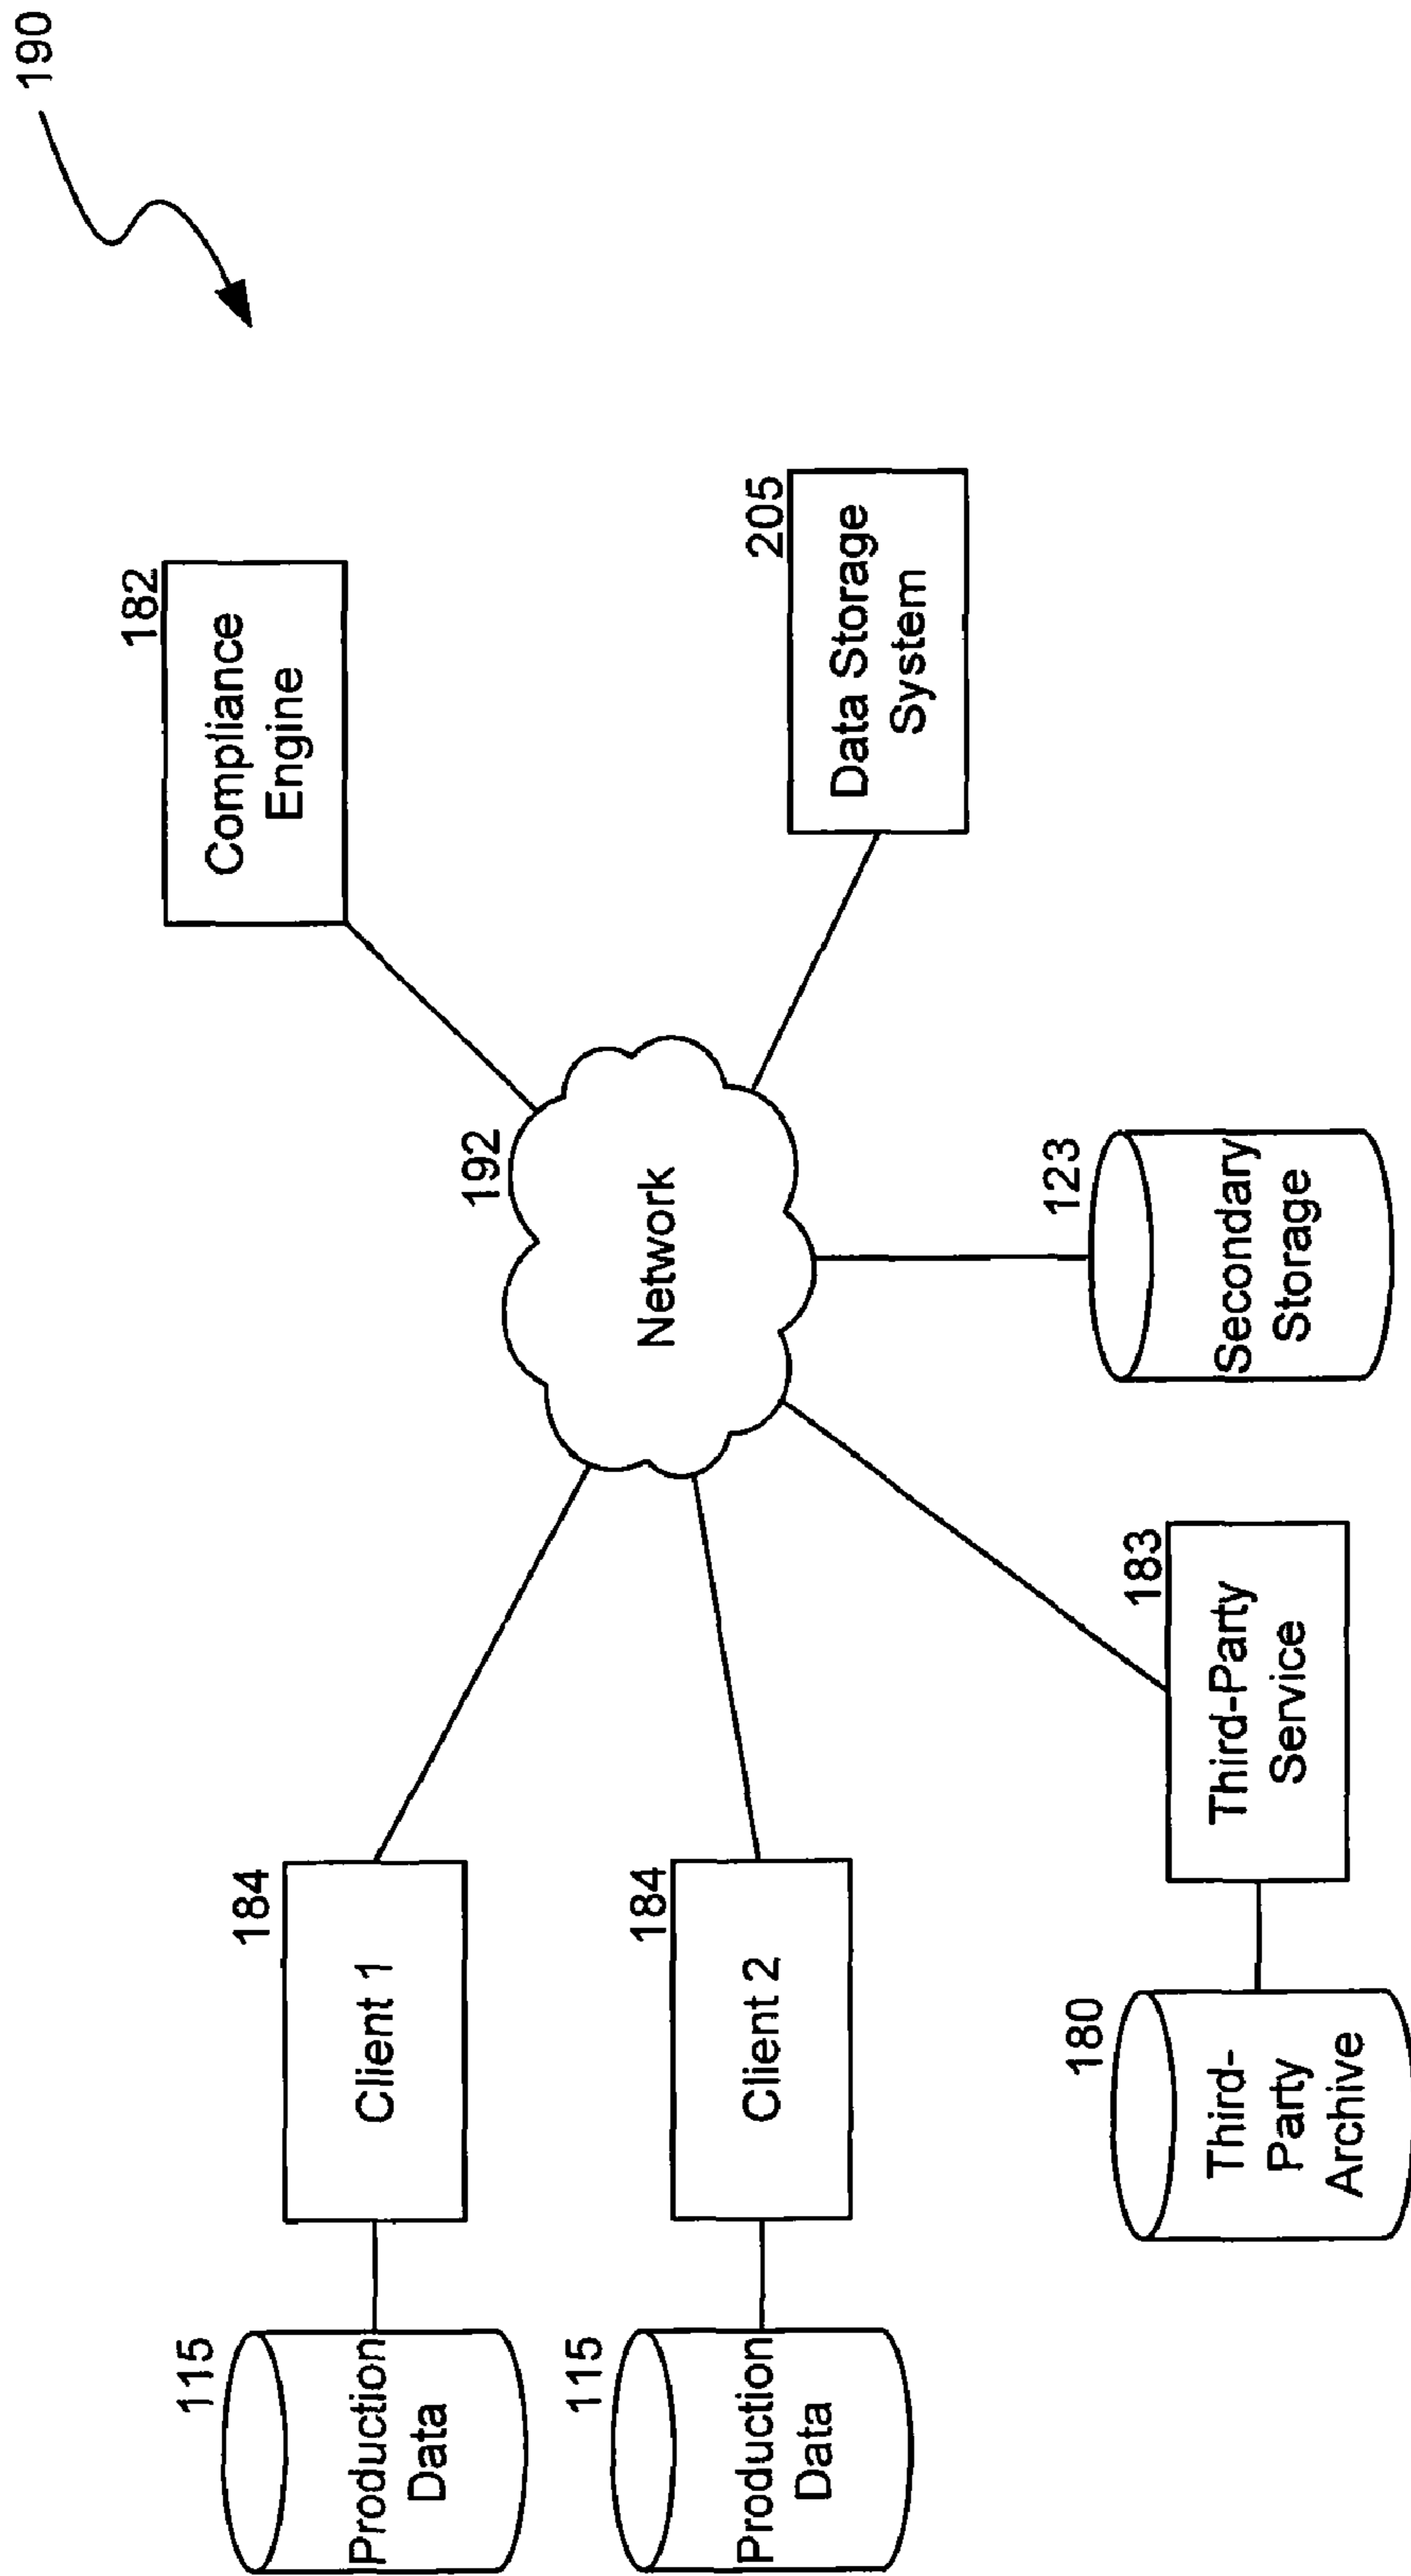 190
182
Compliance
Engine
205
Data Storage
System
192
Network
123
Secondary
Storage
184
Client 1
184
Client 2
183
Third-Party
Service
115
Production
Data
115
Production
Data
180
Third-
Party
Archive